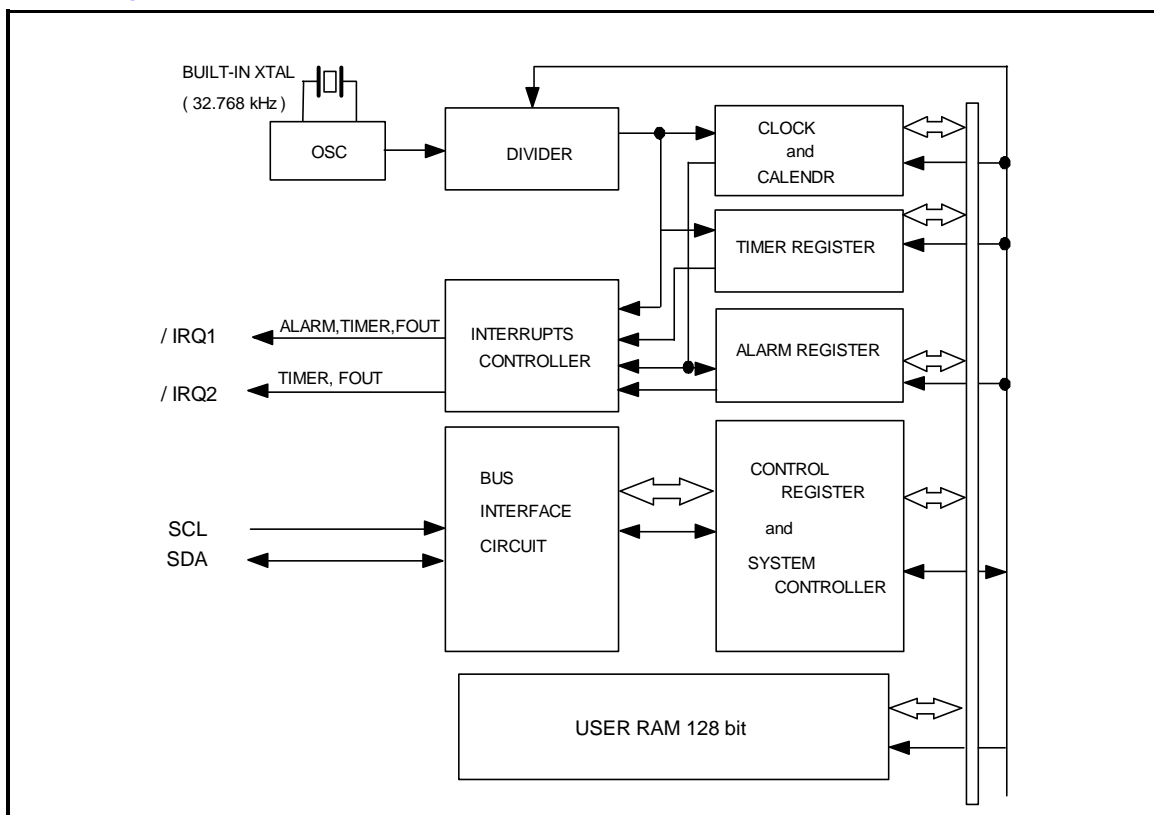 BUILT-IN XTAL
( 32.768 kHz )
OSC
DIVIDER
CLOCK
and
CALENDR
TIMER REGISTER
/ IRQ1
ALARM,TIMER,FOUT
INTERRUPTS
CONTROLLER
ALARM REGISTER
/ IRQ2
TIMER, FOUT
BUS
INTERFACE
CIRCUIT
CONTROL
REGISTER
and
SYSTEM
CONTROLLER
SCL
SDA
USER RAM 128 bit